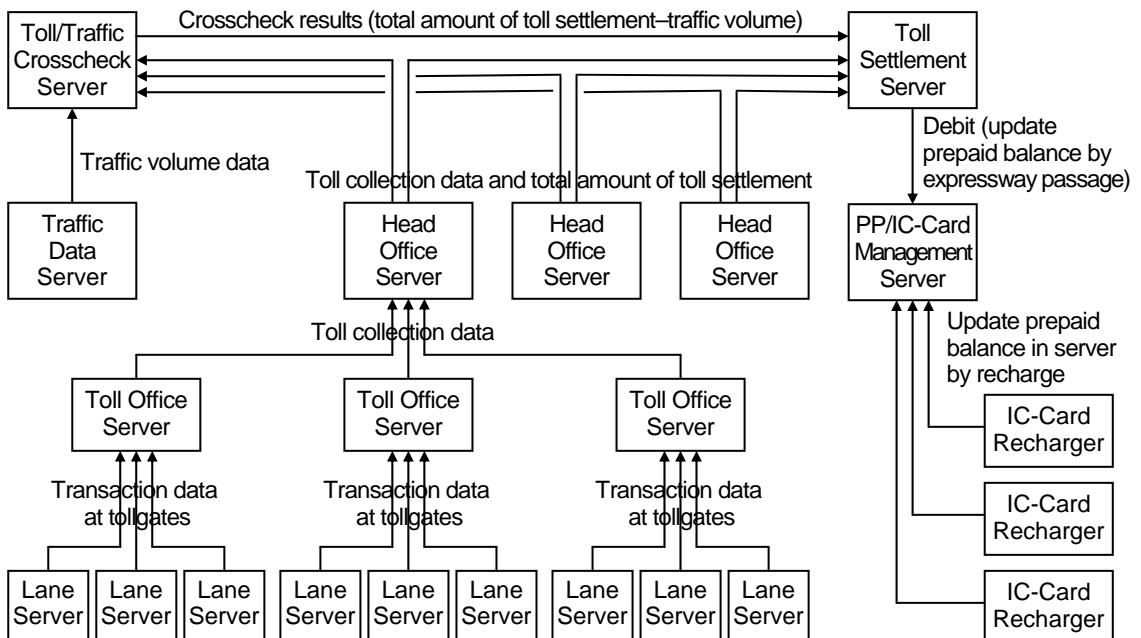 Crosscheck results (total amount of toll settlement–traffic volume)
Toll/Traffic
Crosscheck
Server
Toll
Settlement
Server
Traffic volume data
Debit (update
prepaid balance by
expressway passage)
Toll collection data and total amount of toll settlement
Traffic
Data
Server
Head
Office
Server
Head
Office
Server
Head
Office
Server
PP/IC-Card
Management
Server
Toll collection data
Update prepaid
balance in server
by recharge
Toll Office
Server
Toll Office
Server
Toll Office
Server
IC-Card
Recharger
Transaction data
at tollgates
Transaction data
at tollgates
Transaction data
at tollgates
IC-Card
Recharger
Lane
Server
Lane
Server
Lane
Server
Lane
Server
Lane
Server
Lane
Server
Lane
Server
Lane
Server
Lane
Server
IC-Card
Recharger